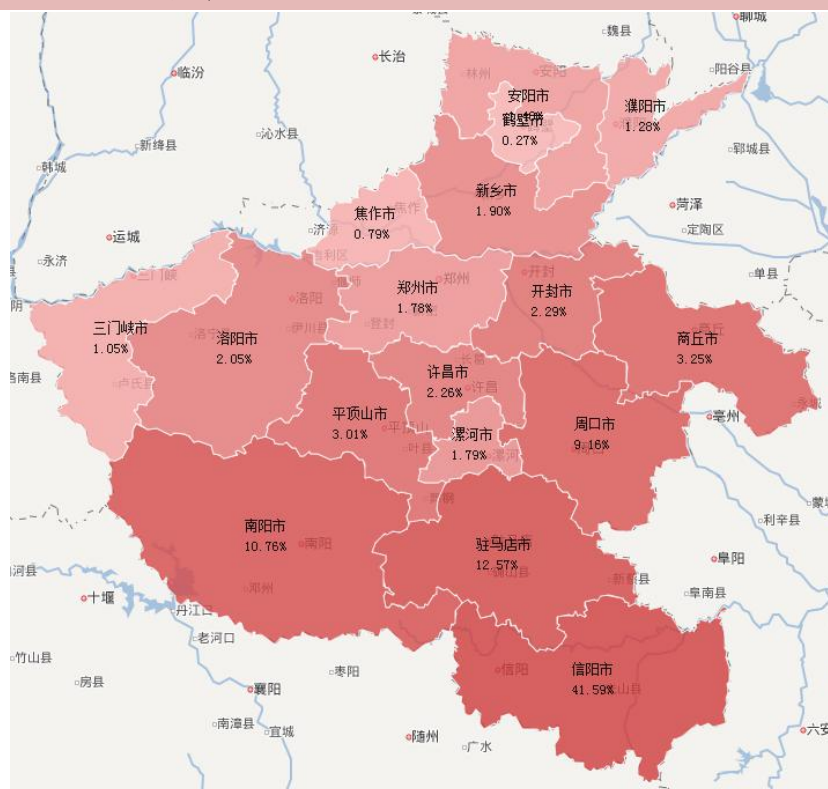 聊城
魏县
长治
阳谷县
临汾
林州
安阳
安阳市
濮阳市
1.28%
鹤壁市
0.27%
沁水县
新绛县
郓城县
韩城
新乡市
1.90%
菏泽
焦作市
0.79%
焦作
定陶区
济源
运城
永济
三门峡
单县
郑州市
1.78%
郑州
开封
开封市
2.29%
洛阳
三门峡市
1.05%
洛阳市
2.05%
伊川县
登封
商丘市
3.25%
卢氏县
洛南县
许昌市
2.26%
许昌
长葛
平顶山市
3.01%
平顶山
叶县
漯河市
1.79%
漯河
周口市
9.16%
亳州
南阳市
10.76%
南阳
驻马店市
12.57%
利辛县
阜阳
阜南县
邓州
十堰
丹江口
老河口
竹山县
房县
枣阳
襄阳
信阳
信阳市
41.59%
南漳县
宜城
随州
广水
六安